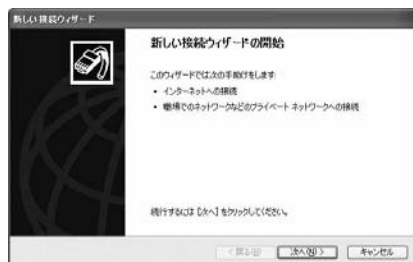 新しい接続ウィザード
新しい接続ウィザードの開始
このウィザードでは次の手助けをします:
• インターネットへの接続
• 職場でのネットワークなどのプライベート ネットワークへの接続
続行するには [次へ] をクリックしてください。
< 戻る(B)
次へ(N) >
キャンセル